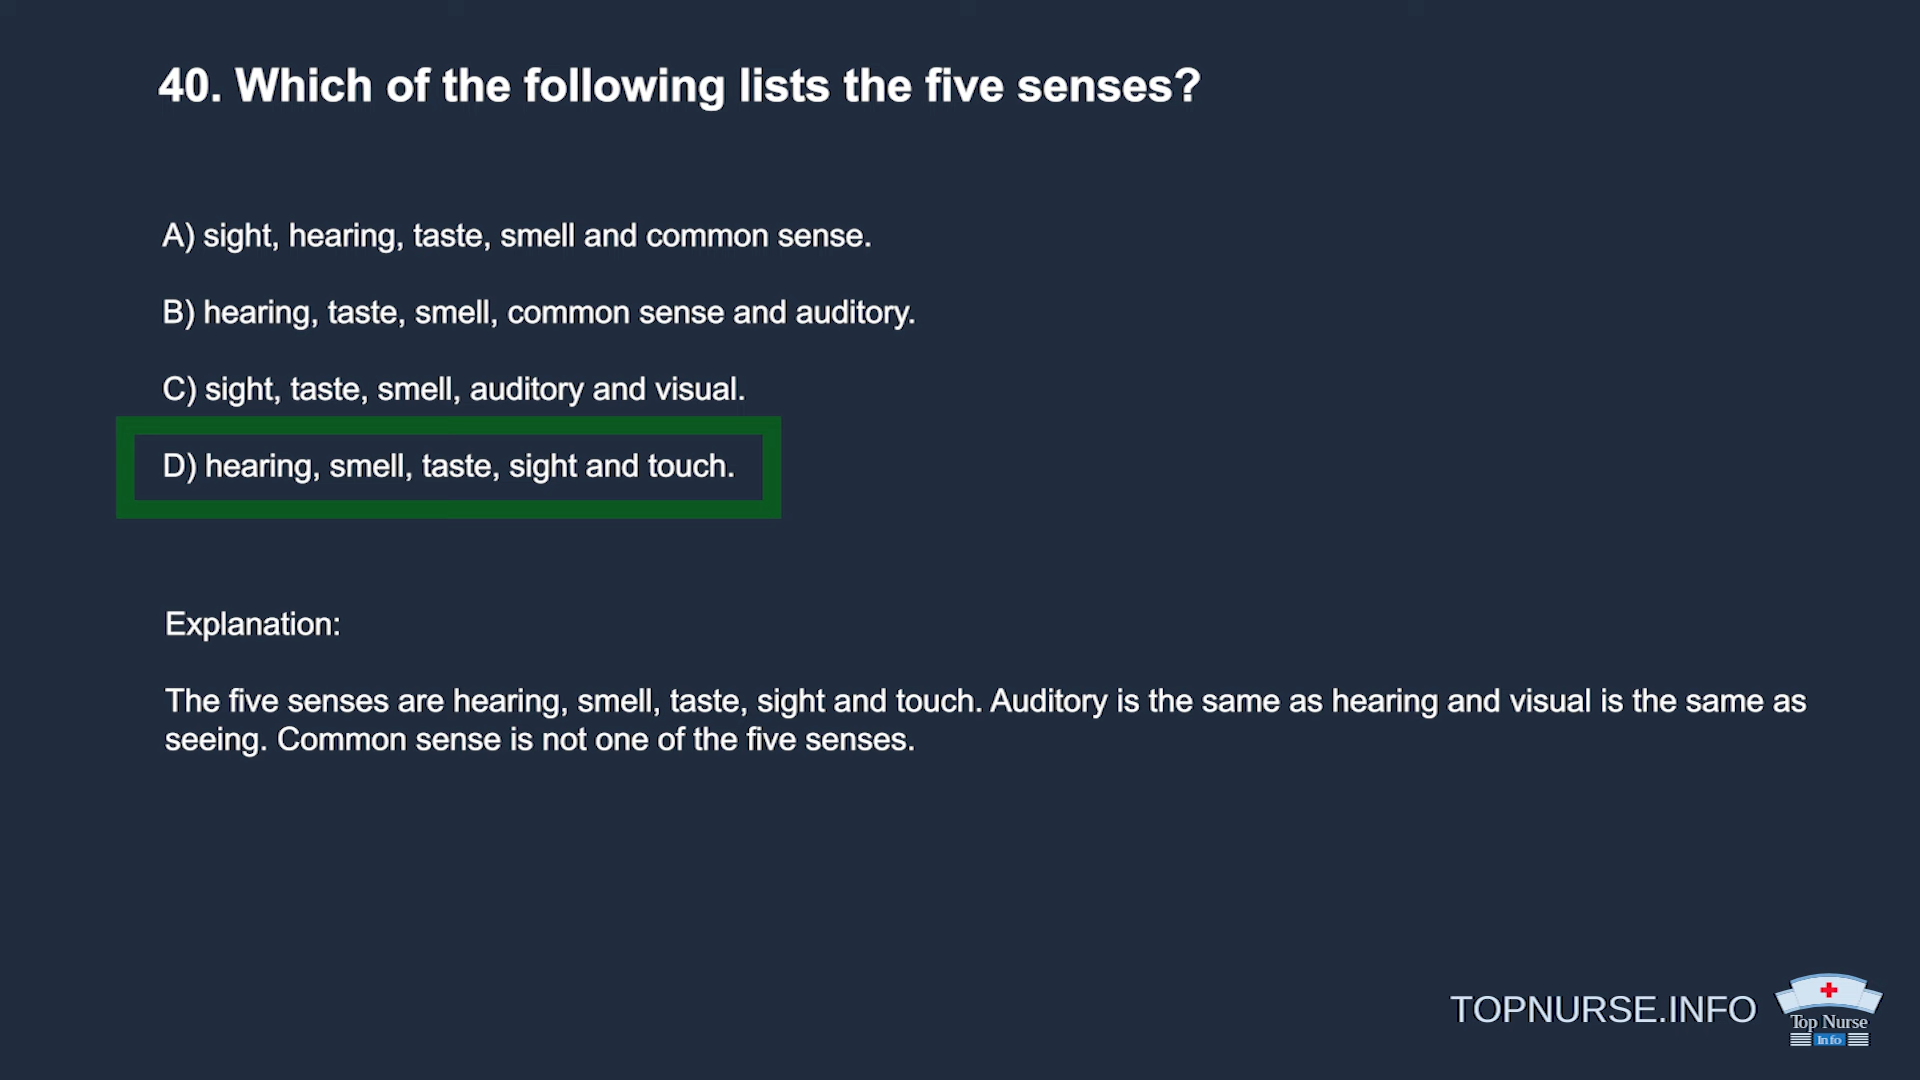 40. Which of the following lists the five senses?
A) sight, hearing, taste, smell and common sense.
B) hearing, taste, smell, common sense and auditory.
C) sight, taste, smell, auditory and visual.
D) hearing, smell, taste, sight and touch.
Explanation:
The five senses are hearing, smell, taste, sight and touch. Auditory is the same as hearing and visual is the same as
seeing. Common sense is not one of the five senses.
TOPNURSE.INFO
Top Nurse
Info